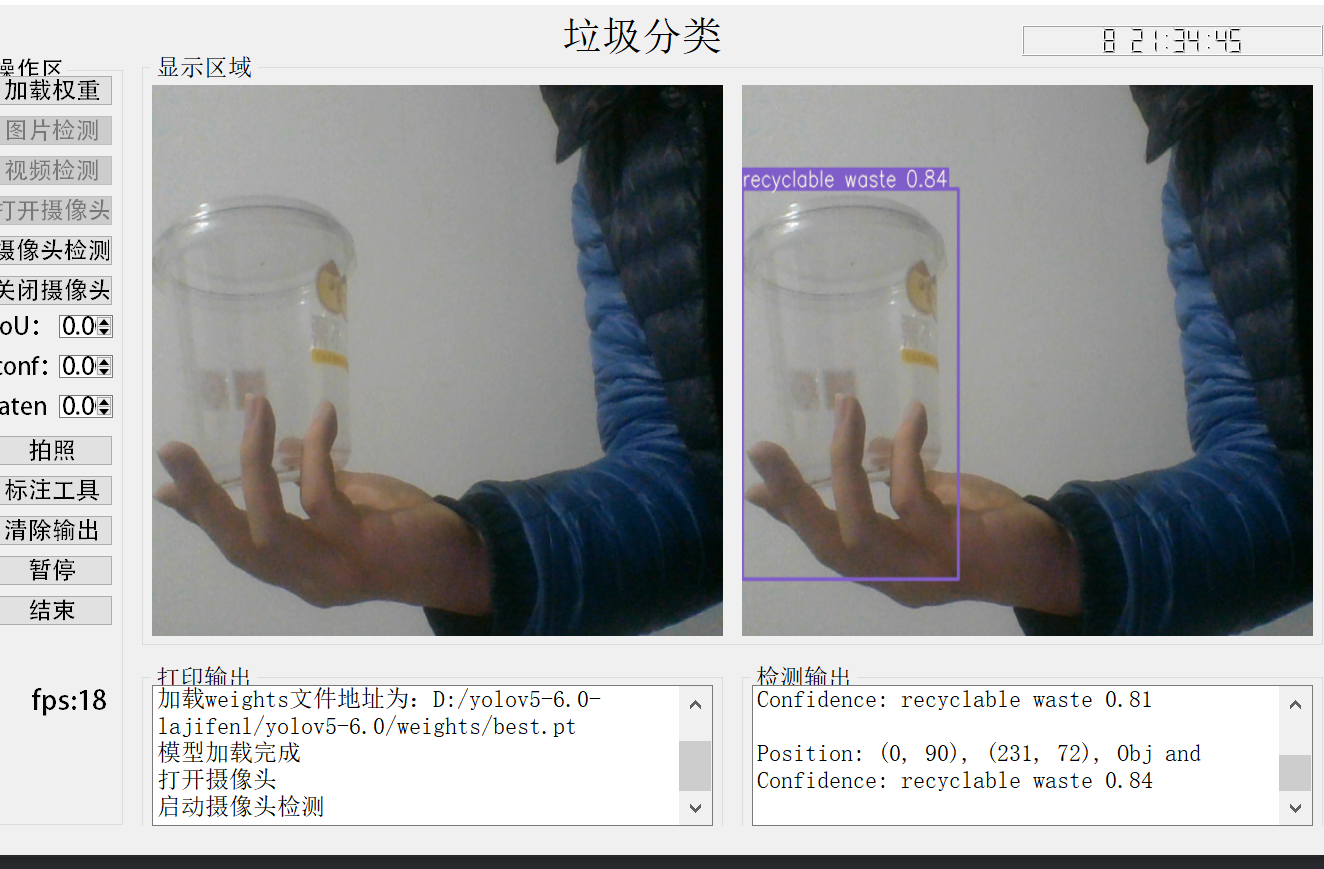 垃圾分类
8 21:34:45
操作区
加载权重
图片检测
视频检测
打开摄像头
摄像头检测
关闭摄像头
oU: 0.0
conf: 0.0
aten 0.0
拍照
标注工具
清除输出
暂停
结束
fps:18
显示区域
recyclable waste 0.84
打印输出
加载weights文件地址为: D:/yolov5-6.0-
lajifenl/yolov5-6.0/weights/best.pt
模型加载完成
打开摄像头
启动摄像头检测
检测输出
Confidence: recyclable waste 0.81
Position: (0, 90), (231, 72), Obj and
Confidence: recyclable waste 0.84